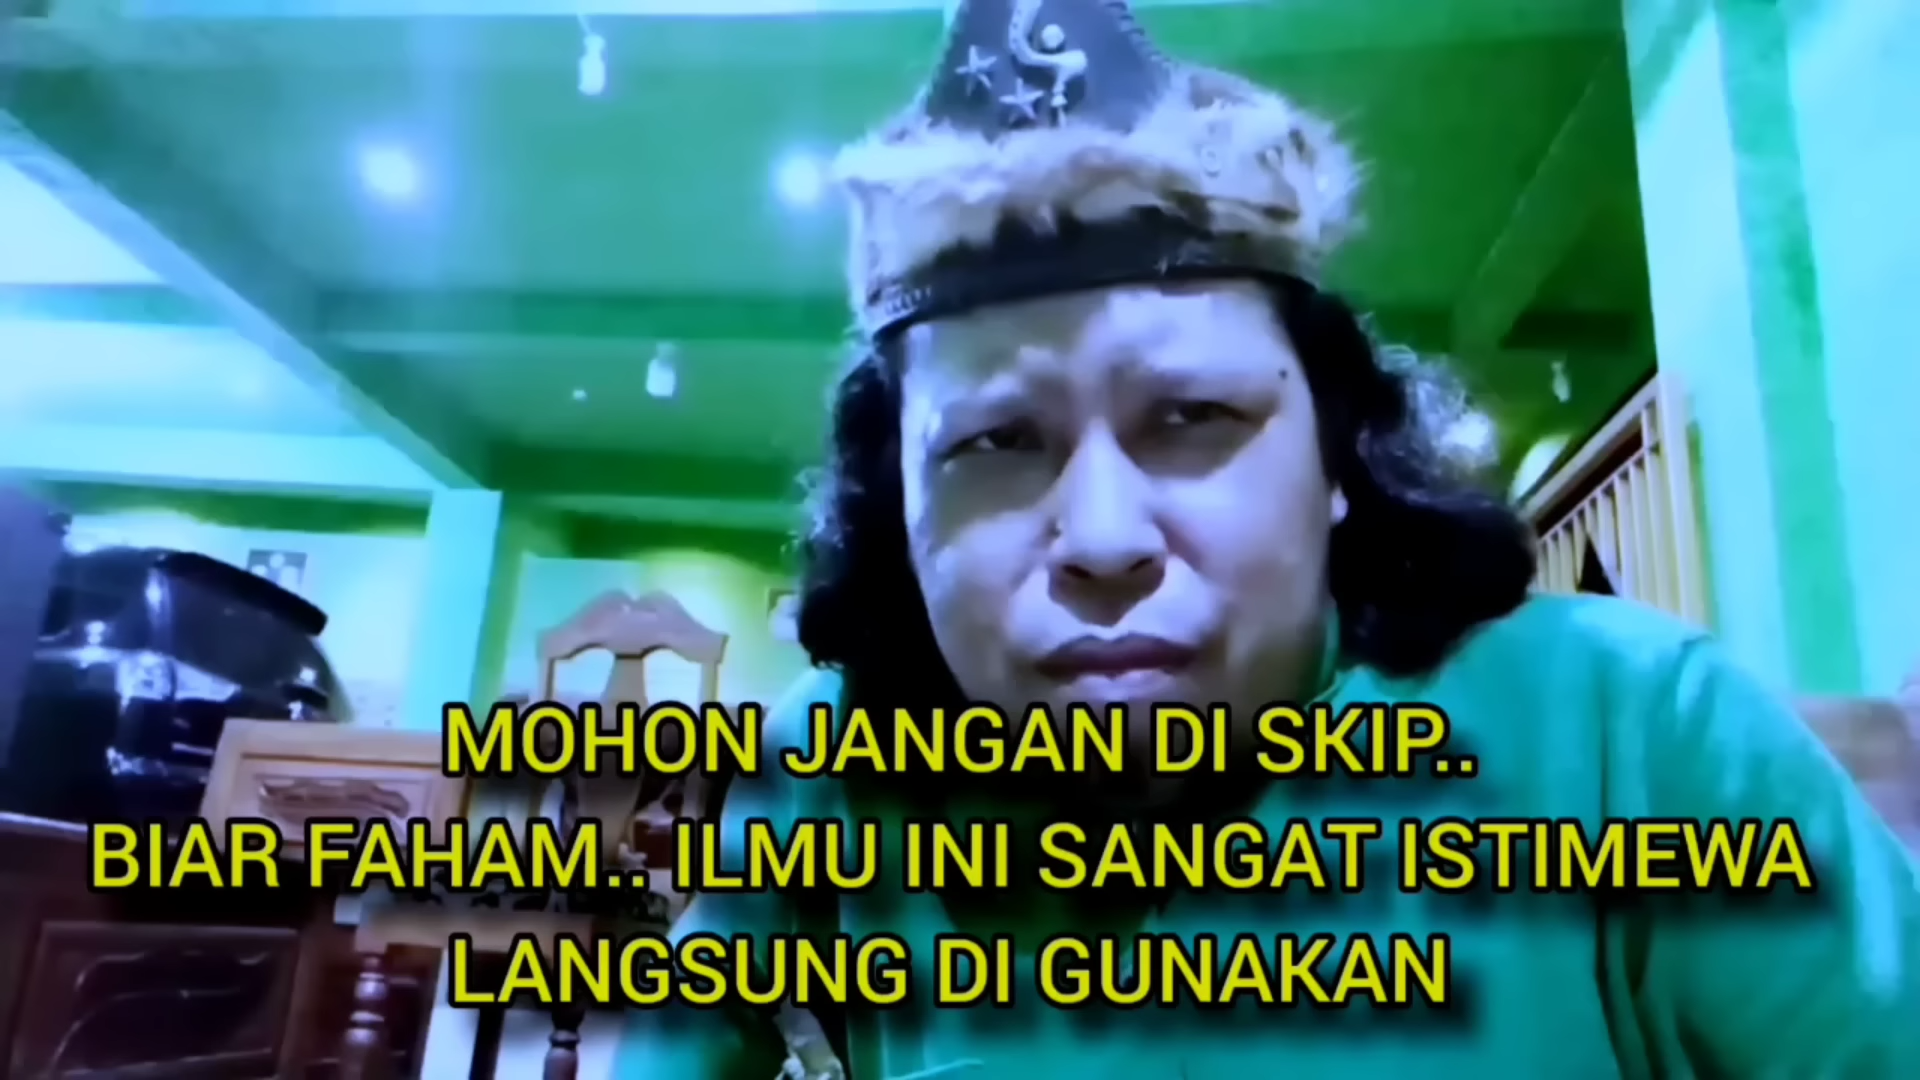 MOHON JANGAN DI SKIP..
BIAR FAHAM.. ILMU INI SANGAT ISTIMEWA
LANGSUNG DI GUNAKAN